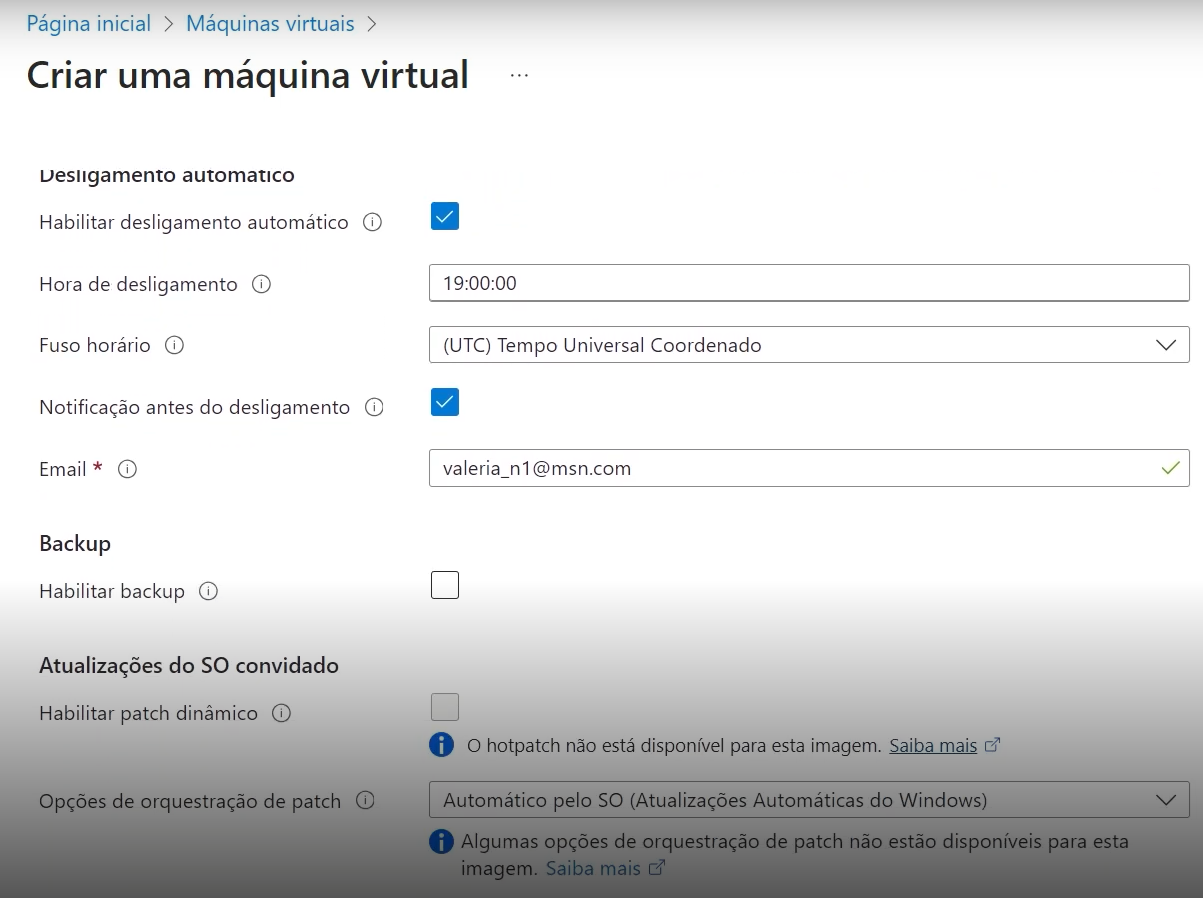 Página inicial > Máquinas virtuais >
Criar uma máquina virtual ...
Desligamento automático
Habilitar desligamento automático
Hora de desligamento 19:00:00
Fuso horário (UTC) Tempo Universal Coordenado
Notificação antes do desligamento
Email * valeria_n1@msn.com
Backup
Habilitar backup
Atualizações do SO convidado
Habilitar patch dinâmico
O hotpatch não está disponível para esta imagem. Saiba mais
Opções de orquestração de patch Automático pelo SO (Atualizações Automáticas do Windows)
Algumas opções de orquestração de patch não estão disponíveis para esta
imagem. Saiba mais